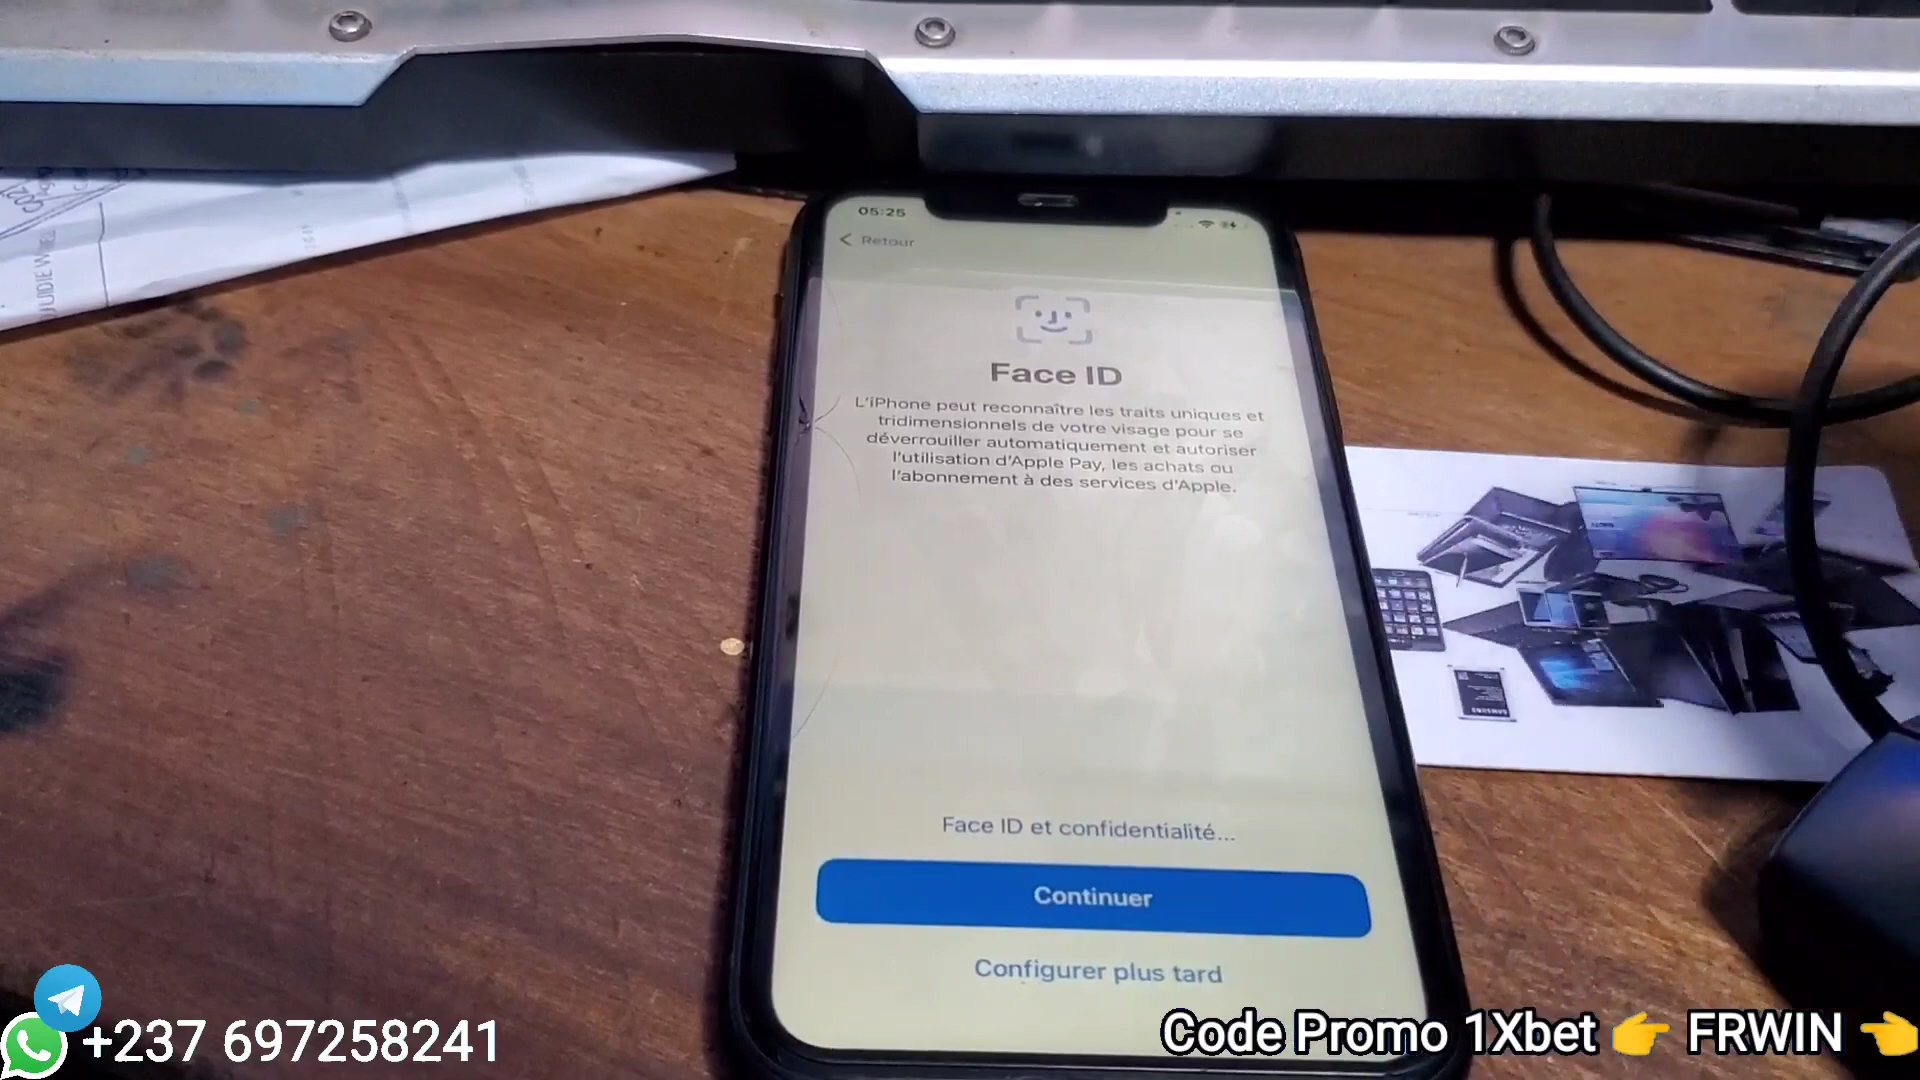 05:25
Retour
Face ID
L'iPhone peut reconnaître les traits uniques et
tridimensionnels de votre visage pour se
déverrouiller automatiquement et autoriser
l'utilisation d'Apple Pay, les achats ou
l'abonnement à des services d'Apple.
Face ID et confidentialité...
Continuer
Configurer plus tard
SAMSUNG
+237 697258241
Code Promo 1Xbet 👉 FRWIN 👈